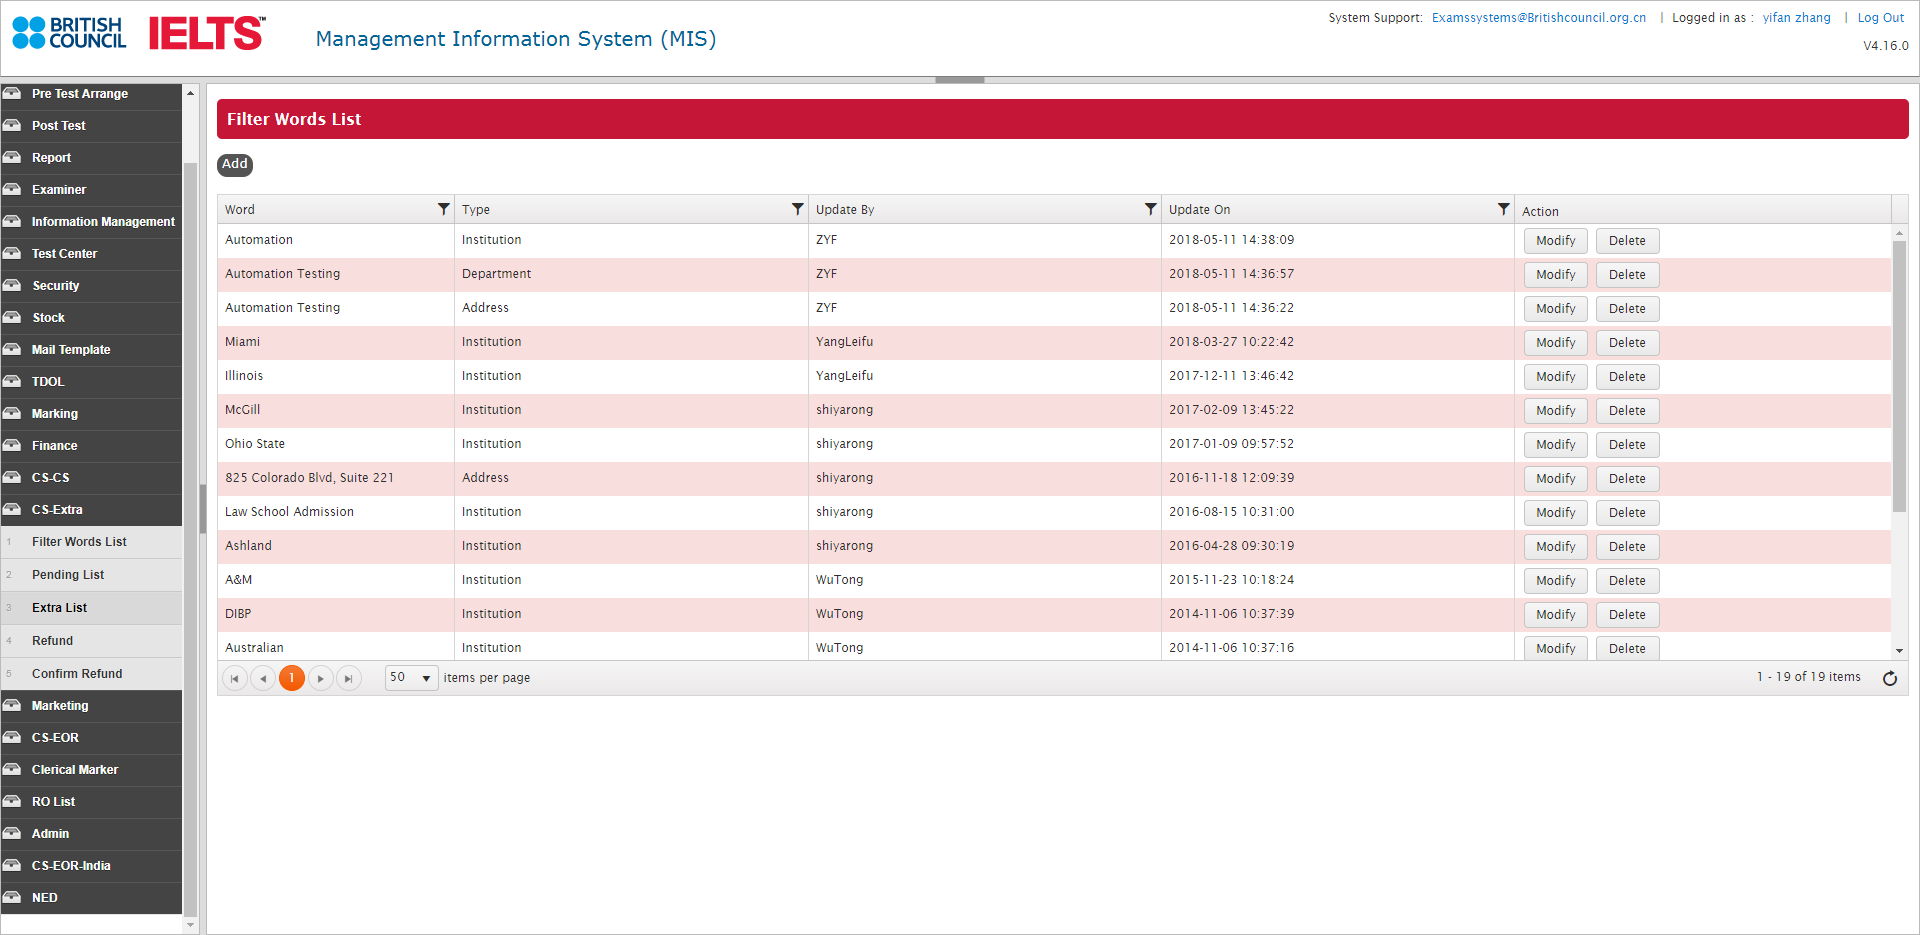 BRITISH
COUNCIL
IELTS™
Management Information System (MIS)
System Support: Examssystems@Britishcouncil.org.cn | Logged in as : yifan zhang | Log Out
V4.16.0
Pre Test Arrange
Post Test
Report
Examiner
Information Management
Test Center
Security
Stock
Mail Template
TDOL
Marking
Finance
CS-CS
CS-Extra
1 Filter Words List
2 Pending List
3 Extra List
4 Refund
5 Confirm Refund
Marketing
CS-EOR
Clerical Marker
RO List
Admin
CS-EOR-India
NED
Filter Words List
Add
Word Type Update By Update On Action
Automation Institution ZYF 2018-05-11 14:38:09 Modify Delete
Automation Testing Department ZYF 2018-05-11 14:36:57 Modify Delete
Automation Testing Address ZYF 2018-05-11 14:36:22 Modify Delete
Miami Institution YangLeifu 2018-03-27 10:22:42 Modify Delete
Illinois Institution YangLeifu 2017-12-11 13:46:42 Modify Delete
McGill Institution shiyarong 2017-02-09 13:45:22 Modify Delete
Ohio State Institution shiyarong 2017-01-09 09:57:52 Modify Delete
825 Colorado Blvd, Suite 221 Address shiyarong 2016-11-18 12:09:39 Modify Delete
Law School Admission Institution shiyarong 2016-08-15 10:31:00 Modify Delete
Ashland Institution shiyarong 2016-04-28 09:30:19 Modify Delete
A&M Institution WuTong 2015-11-23 10:18:24 Modify Delete
DIBP Institution WuTong 2014-11-06 10:37:39 Modify Delete
Australian Institution WuTong 2014-11-06 10:37:16 Modify Delete
1 50 items per page 1 - 19 of 19 items